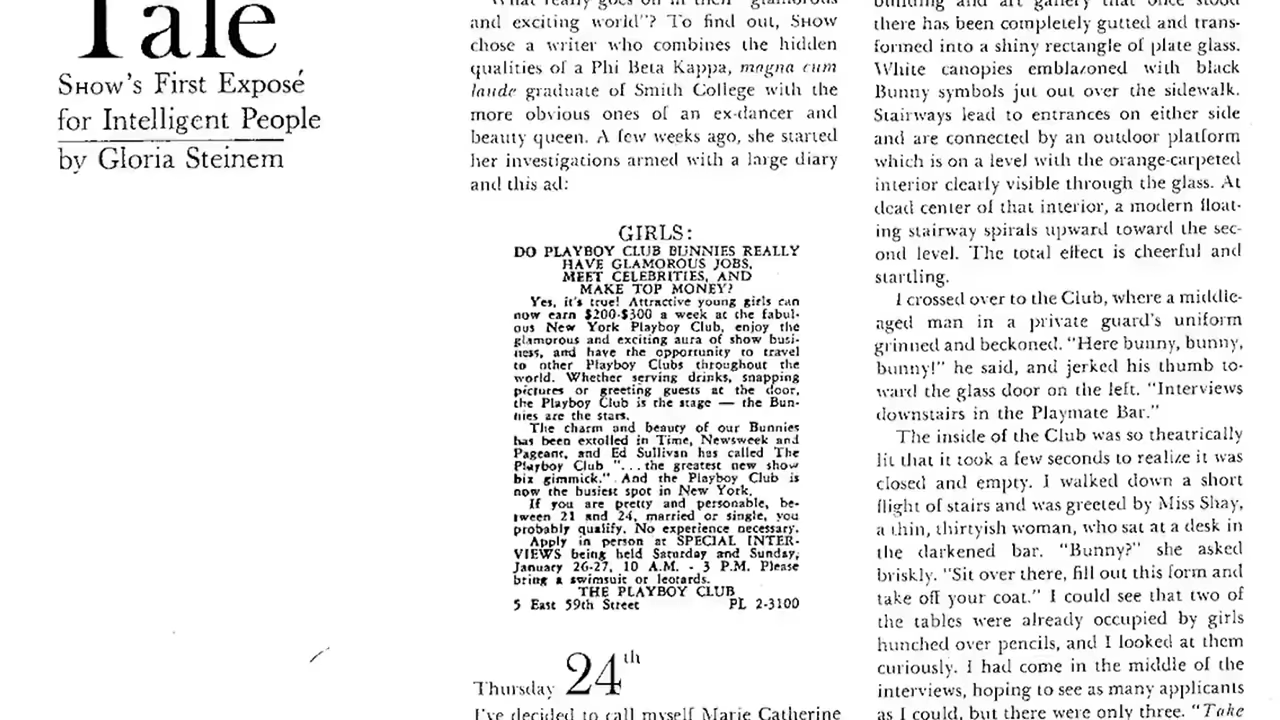 Tale
SHOW's First Exposé
for Intelligent People
by Gloria Steinem
and exciting world"? To find out, SHOW
chose a writer who combines the hidden
qualities of a Phi Beta Kappa, magna cum
laude graduate of Smith College with the
more obvious ones of an ex-dancer and
beauty queen. A few weeks ago, she started
her investigations armed with a large diary
and this ad:
GIRLS:
DO PLAYBOY CLUB BUNNIES REALLY
HAVE GLAMOROUS JOBS,
MEET CELEBRITIES, AND
MAKE TOP MONEY?
Yes, it's true! Attractive young girls can
now earn $200-$300 a week at the fabul-
ous New York Playboy Club, enjoy the
glamorous and exciting aura of show busi-
ness, and have the opportunity to travel
to other Playboy Clubs throughout the
world. Whether serving drinks, snapping
pictures or greeting guests at the door,
the Playboy Club is the stage — the Bun-
nies are the stars.
The charm and beauty of our Bunnies
has been extolled in Time, Newsweek and
Pageant, and Ed Sullivan has called The
Playboy Club "...the greatest new show
biz gimmick." And the Playboy Club is
now the busiest spot in New York.
If you are pretty and personable, be-
tween 21 and 24, married or single, you
probably qualify. No experience necessary.
Apply in person at SPECIAL INTER-
VIEWS being held Saturday and Sunday,
January 26-27, 10 A.M. - 3 P.M. Please
bring a swimsuit or leotards.
THE PLAYBOY CLUB
5 East 59th Street PL 2-3100
Thursday 24th
I've decided to call myself Marie Catherine
building and art gallery that once stood
there has been completely gutted and trans-
formed into a shiny rectangle of plate glass.
White canopies emblazoned with black
Bunny symbols jut out over the sidewalk.
Stairways lead to entrances on either side
and are connected by an outdoor platform
which is on a level with the orange-carpeted
interior clearly visible through the glass. At
dead center of that interior, a modern float-
ing stairway spirals upward toward the sec-
ond level. The total effect is cheerful and
startling.
I crossed over to the Club, where a middle-
aged man in a private guard's uniform
grinned and beckoned. "Here bunny, bunny,
bunny!" he said, and jerked his thumb to-
ward the glass door on the left. "Interviews
downstairs in the Playmate Bar."
The inside of the Club was so theatrically
lit that it took a few seconds to realize it was
closed and empty. I walked down a short
flight of stairs and was greeted by Miss Shay,
a thin, thirtyish woman, who sat at a desk in
the darkened bar. "Bunny?" she asked
briskly. "Sit over there, fill out this form and
take off your coat." I could see that two of
the tables were already occupied by girls
hunched over pencils, and I looked at them
curiously. I had come in the middle of the
interviews, hoping to see as many applicants
as I could, but there were only three. "Take